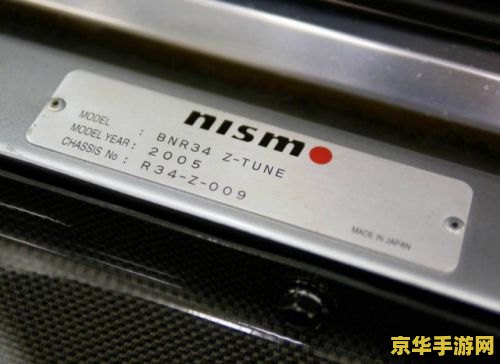 nismo
MODEL : BNR34 Z-TUNE
MODEL YEAR : 2005
CHASSIS No : R34-Z-009
MADE IN JAPAN
京华手游网